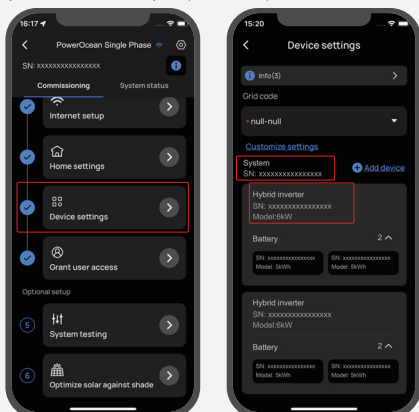 16:17
PowerOcean Single Phase
SN: xxxxxxxxxxxxxxxx
Commissioning
System status
Internet setup
Home settings
Device settings
Grant user access
Optional setup
5
System testing
6
Optimize solar against shade
15:20
Device settings
Info(3)
Grid code
* null-null
Customize settings
System
SN: xxxxxxxxxxxxxxxx
Add device
Hybrid inverter
SN: xxxxxxxxxxxxxxxx
Model:6kW
Battery
2
SN: xxxxxxxxxxxxxxxx
Model: 5kWh
SN: xxxxxxxxxxxxxxxx
Model: 5kWh
Hybrid inverter
SN: xxxxxxxxxxxxxxxx
Model:6kW
Battery
2
SN: xxxxxxxxxxxxxxxx
Model: 5kWh
SN: xxxxxxxxxxxxxxxx
Model: 5kWh